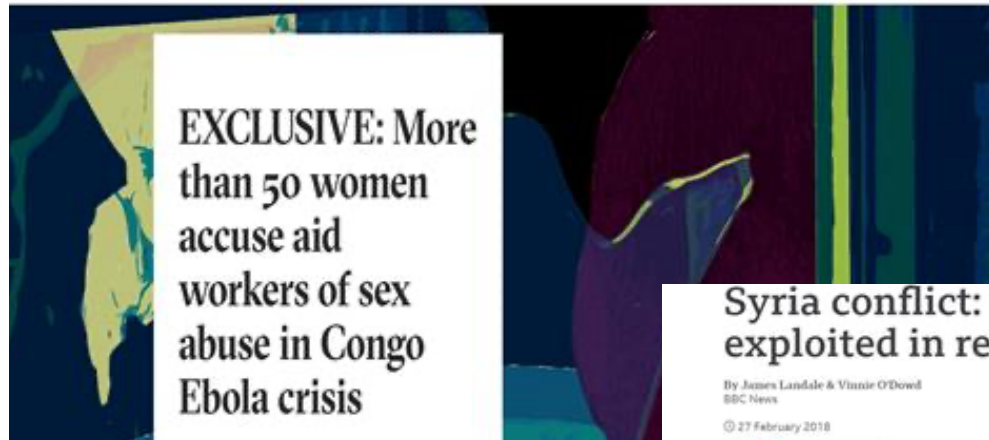 EXCLUSIVE: More
than 50 women
accuse aid
workers of sex
abuse in Congo
Ebola crisis
Syria conflict:
exploited in re
By James Landale & Vinnie O'Dowd
BBC News
27 February 2018